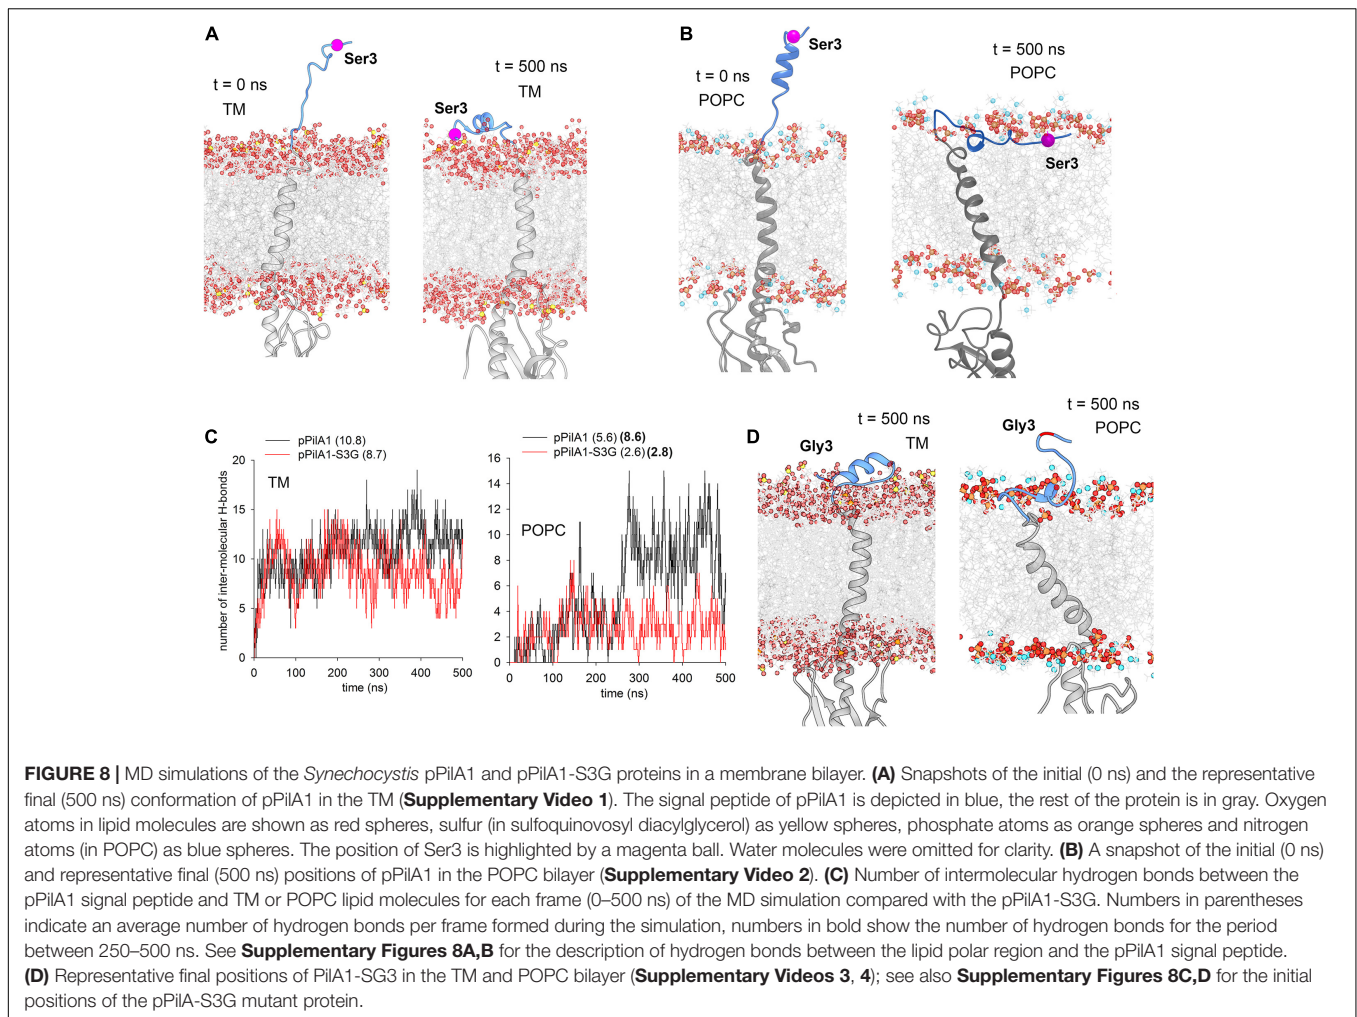 A
Ser3
t = 0 ns
TM
t = 500 ns
TM
Ser3
B
Ser3
t = 0 ns
POPC
t = 500 ns
POPC
Ser3
C
pPilA1 (10.8)
pPilA1-S3G (8.7)
TM
number of inter-molecular H-bonds
20
15
10
5
0
0 100 200 300 400 500
time (ns)
pPilA1 (5.6) (8.6)
pPilA1-S3G (2.6) (2.8)
POPC
16
14
12
10
8
6
4
2
0
0 100 200 300 400 500
time (ns)
D
t = 500 ns
TM
Gly3
t = 500 ns
POPC
Gly3
FIGURE 8 | MD simulations of the Synechocystis pPilA1 and pPilA1-S3G proteins in a membrane bilayer. (A) Snapshots of the initial (0 ns) and the representative
final (500 ns) conformation of pPilA1 in the TM (Supplementary Video 1). The signal peptide of pPilA1 is depicted in blue, the rest of the protein is in gray. Oxygen
atoms in lipid molecules are shown as red spheres, sulfur (in sulfoquinovosyl diacylglycerol) as yellow spheres, phosphate atoms as orange spheres and nitrogen
atoms (in POPC) as blue spheres. The position of Ser3 is highlighted by a magenta ball. Water molecules were omitted for clarity. (B) A snapshot of the initial (0 ns)
and representative final (500 ns) positions of pPilA1 in the POPC bilayer (Supplementary Video 2). (C) Number of intermolecular hydrogen bonds between the
pPilA1 signal peptide and TM or POPC lipid molecules for each frame (0–500 ns) of the MD simulation compared with the pPilA1-S3G. Numbers in parentheses
indicate an average number of hydrogen bonds per frame formed during the simulation, numbers in bold show the number of hydrogen bonds for the period
between 250–500 ns. See Supplementary Figures 8A,B for the description of hydrogen bonds between the lipid polar region and the pPilA1 signal peptide.
(D) Representative final positions of PilA1-SG3 in the TM and POPC bilayer (Supplementary Videos 3, 4); see also Supplementary Figures 8C,D for the initial
positions of the pPilA-S3G mutant protein.